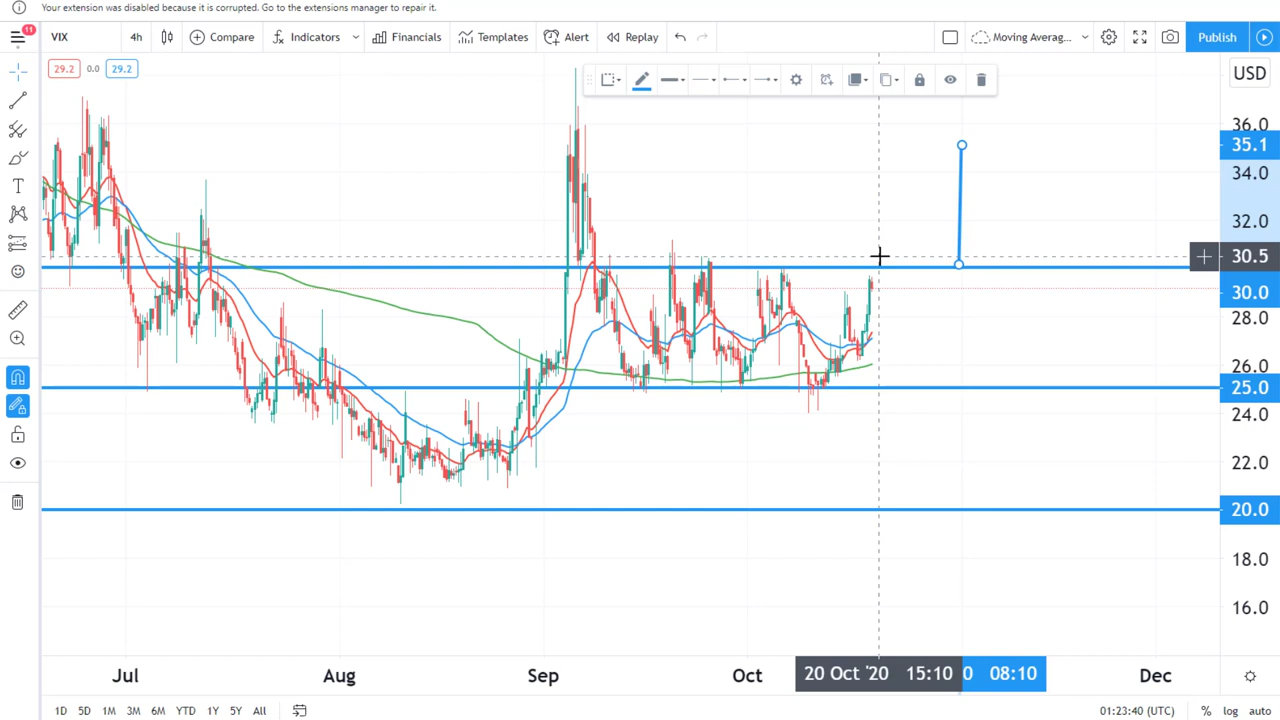 Your extension was disabled because it is corrupted. Go to the extensions manager to repair it.
11
VIX
4h
Compare
Indicators
Financials
Templates
Alert
Replay
Moving Averag...
Publish
29.2
0.0
29.2
USD
36.0
35.1
34.0
32.0
30.5
30.0
28.0
26.0
25.0
24.0
22.0
20.0
18.0
16.0
Jul
Aug
Sep
Oct
20 Oct '20 15:10
0 08:10
Dec
1D
5D
1M
3M
6M
YTD
1Y
5Y
All
01:23:40 (UTC)
%
log
auto